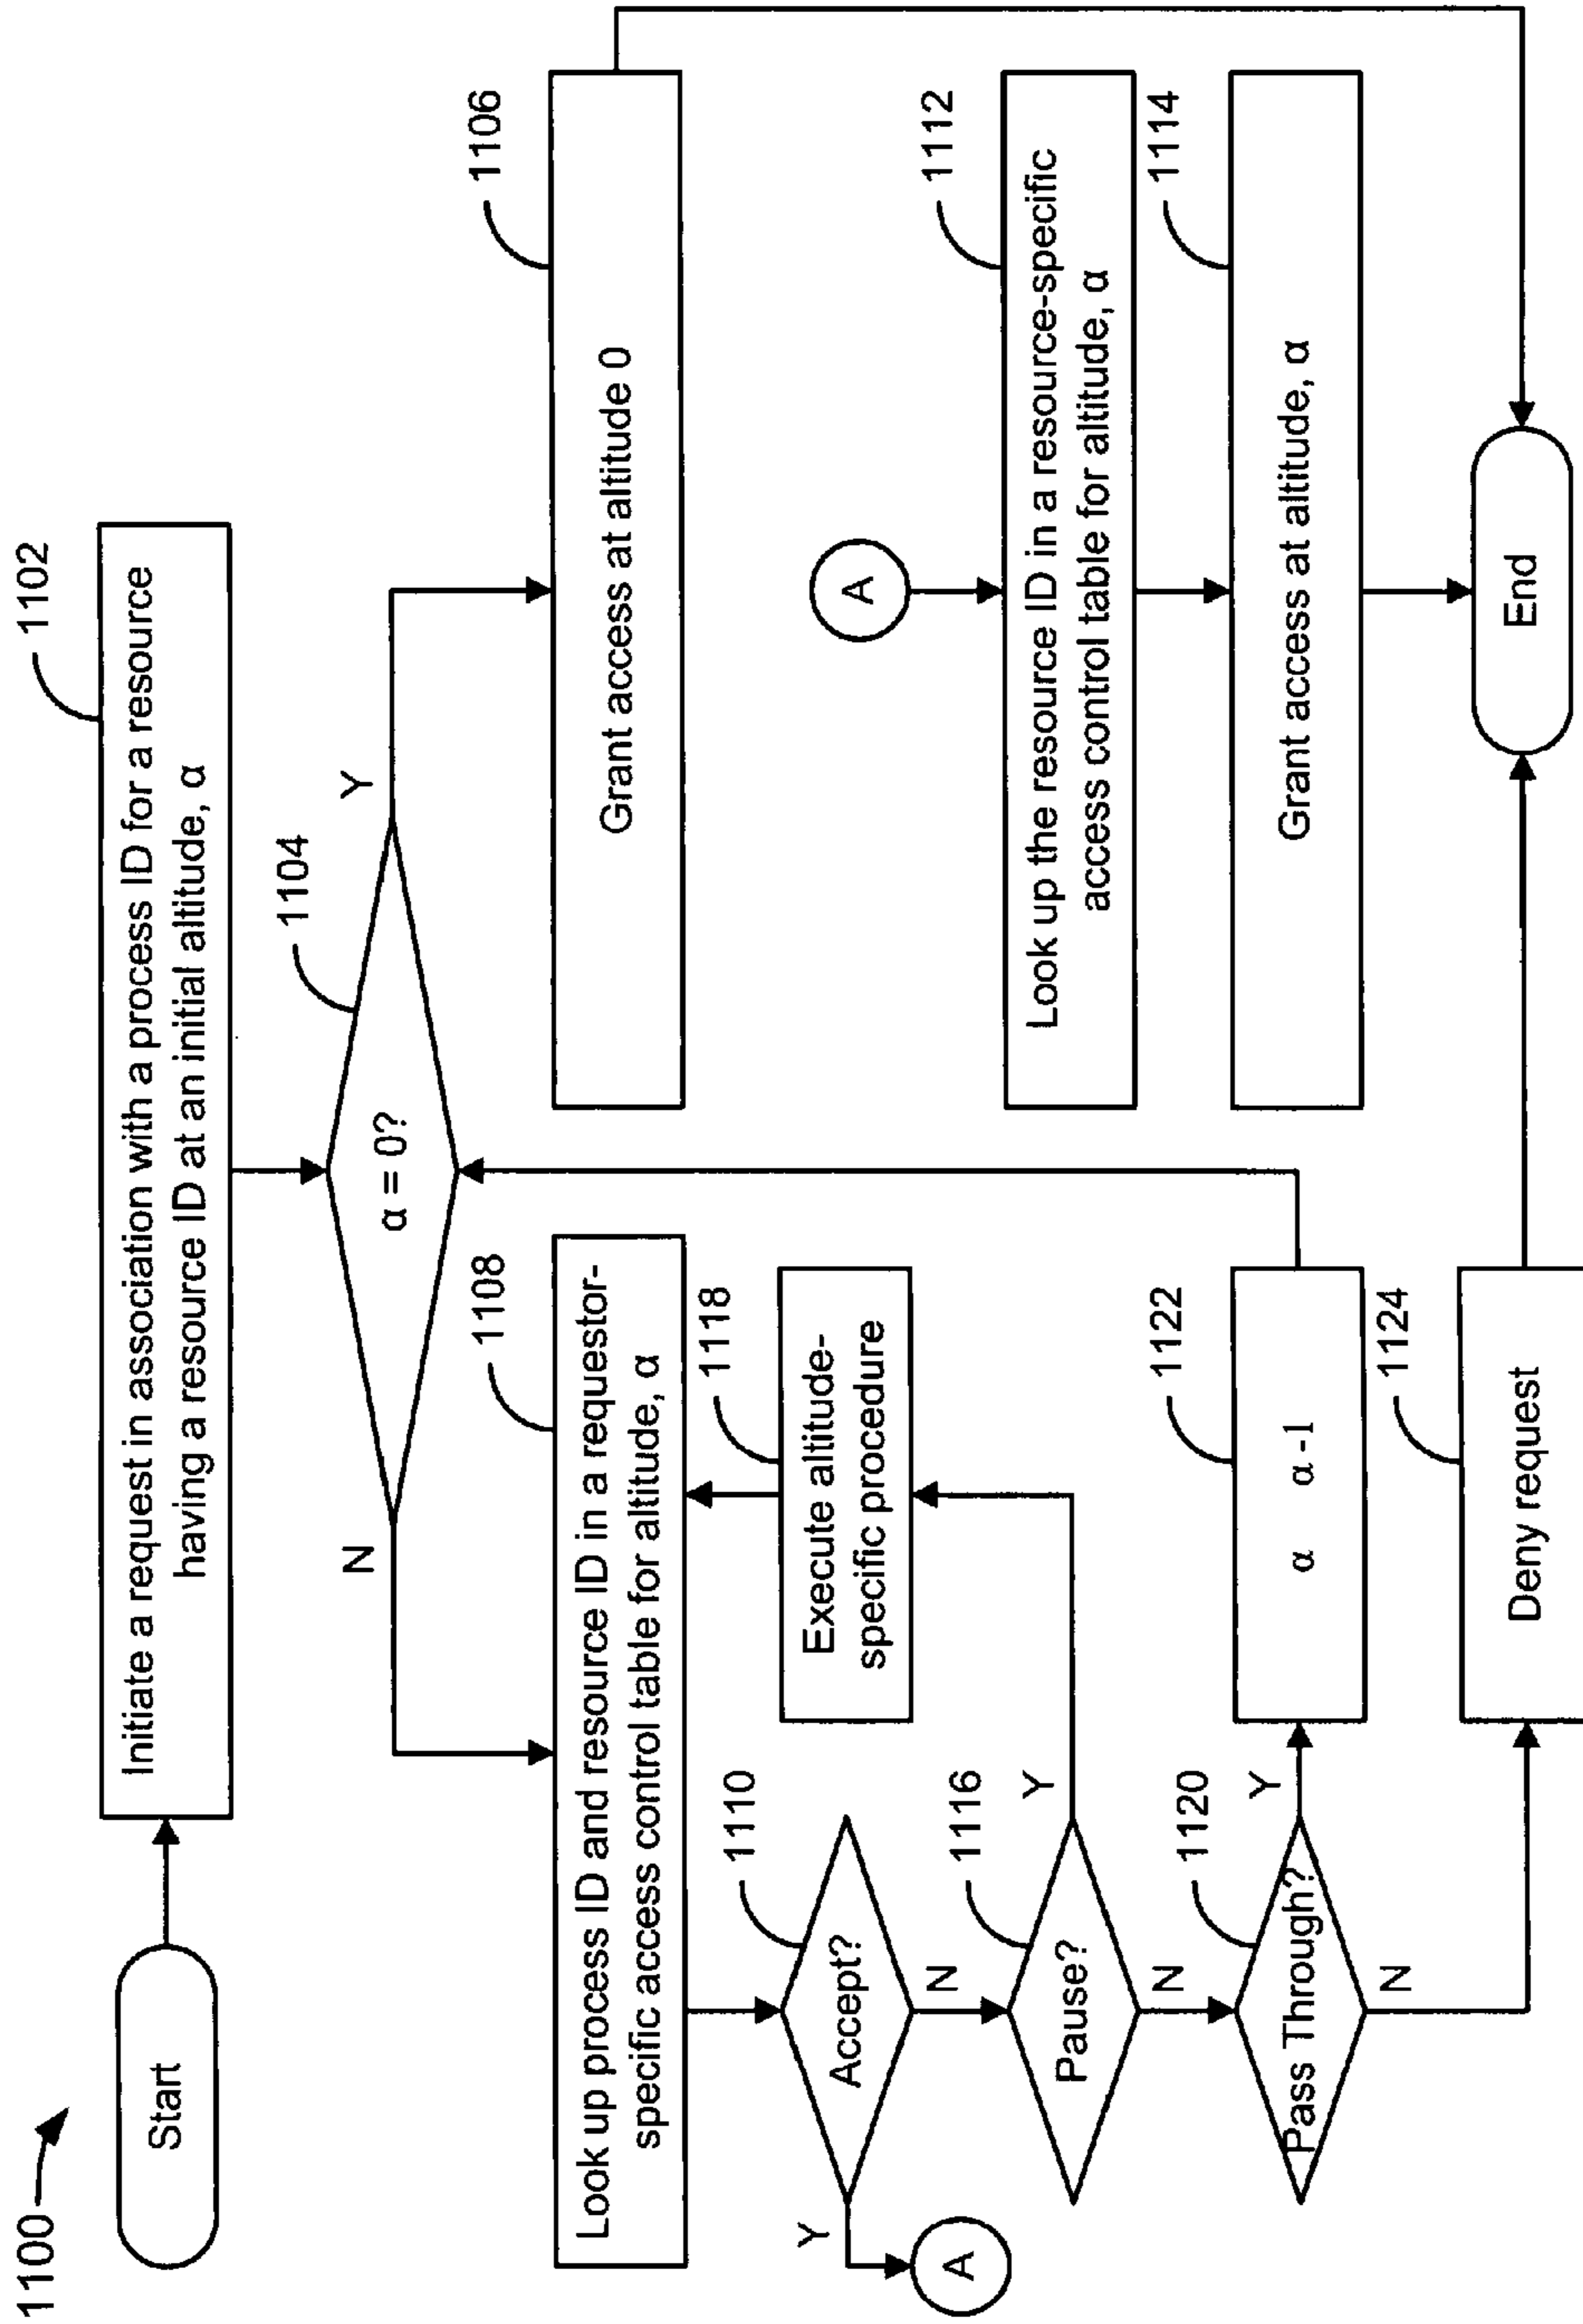 1100
Start
1102
Initiate a request in association with a process ID for a resource
having a resource ID at an initial altitude, α
1104
α = 0?
N
Y
1106
Grant access at altitude 0
1108
Look up process ID and resource ID in a requestor-
specific access control table for altitude, α
1110
Accept?
Y
N
A
1118
Execute altitude-
specific procedure
1116
Pause?
Y
N
1120
Pass Through?
Y
N
1122
α α -1
1124
Deny request
A
1112
Look up the resource ID in a resource-specific
access control table for altitude, α
1114
Grant access at altitude, α
End